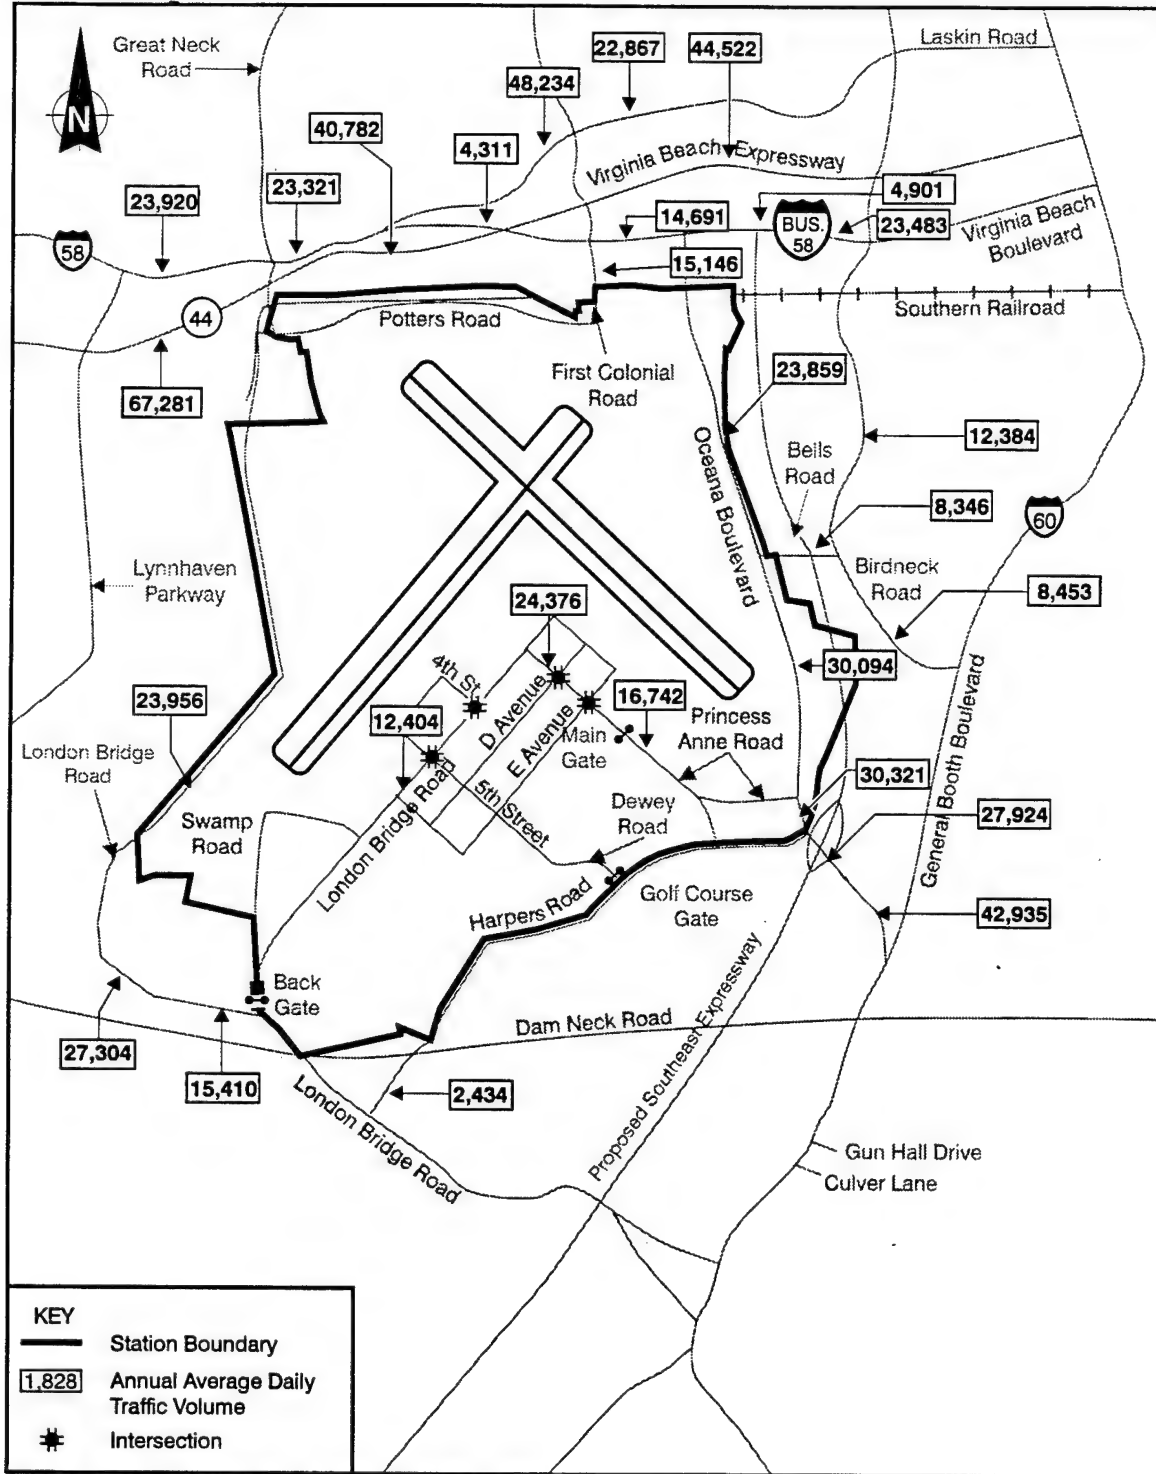 Great Neck
Road
Laskin Road
22,867
44,522
48,234
40,782
4,311
Virginia Beach Expressway
23,321
23,920
4,901
14,691
BUS.
58
23,483
Virginia Beach
Boulevard
58
15,146
44
Potters Road
Southern Railroad
First Colonial
Road
23,859
67,281
Oceana Boulevard
12,384
Bells
Road
8,346
60
Birdneck
Road
Lynnhaven
Parkway
24,376
8,453
4th St.
30,094
23,956
12,404
D Avenue
E Avenue
16,742
Main
Gate
Princess
Anne Road
London Bridge
Road
General Booth Boulevard
30,321
Swamp
Road
London Bridge Road
5th Street
Dewey
Road
27,924
Harpers Road
Golf Course
Gate
42,935
Back
Gate
Dam Neck Road
27,304
15,410
2,434
Proposed Southeast Expressway
London Bridge Road
Gun Hall Drive
Culver Lane
KEY
Station Boundary
1,828
Annual Average Daily
Traffic Volume
Intersection
N